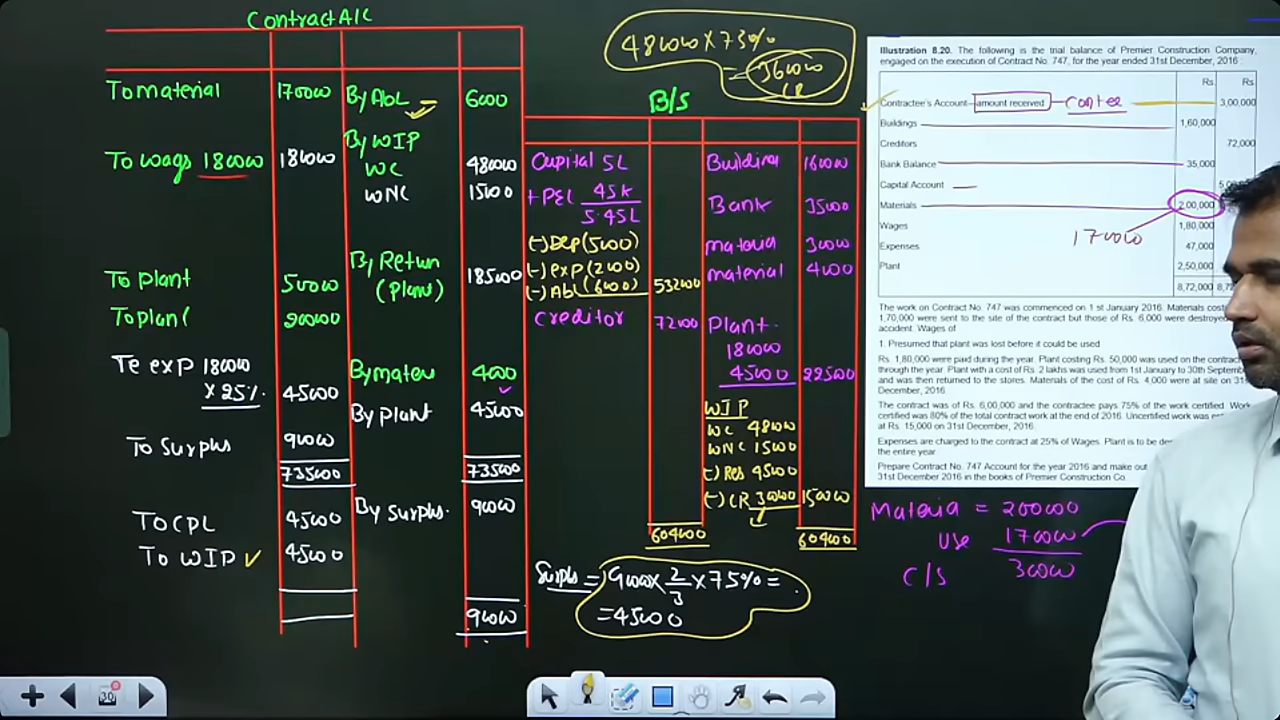 Contract A/C
To material 170000 By AbL 6000
By WIP
To wages 180000 180000 WC 480000
WNC 15000
By Return
(Plant) 185000
To plant 50000
To plant 200000
To exp 180000
× 25% 45000
By mater 4000
By plant 45000
To Surplus 90000
735000 735000
To CPL 45000 By Surplus. 90000
To WIP ✓ 45000
90000
480000 × 75%
= 360000
CR
B/S
Capital 5L Building 160000
+ P&L 45k
5.45L
Bank 35000
(-) Dep (5000) material 30000
(-) exp (2000) material 4000
(-) AbL (6000) 532000
Creditor 72000 Plant.
180000
45000 225000
WIP
WC 480000
WNC 15000
(-) Res 45000
(-) CR 300000 150000
604000 604000
Surplus = 90000 × 2/3 × 75% =
= 45000
Illustration 8.20. The following is the trial balance of Premier Construction Company,
engaged on the execution of Contract No. 747, for the year ended 31st December, 2016 :
Rs Rs
Contractee's Account—amount received contee 3,00,000
Buildings 1,60,000
Creditors 72,000
Bank Balance 35,000
Capital Account
Materials 2,00,000
170000
Wages 1,80,000
Expenses 47,000
Plant 2,50,000
8,72,000
The work on Contract No. 747 was commenced on 1 st January 2016. Materials cost
1,70,000 were sent to the site of the contract but those of Rs. 6,000 were destroyed
accident. Wages of
1. Presumed that plant was lost before it could be used
Rs. 1,80,000 were paid during the year. Plant costing Rs. 50,000 was used on the contrac
through the year. Plant with a cost of Rs. 2 lakhs was used from 1st January to 30th Septem
and was then returned to the stores. Materials of the cost of Rs. 4,000 were at site on 31
December, 2016.
The contract was of Rs. 6,00,000 and the contractee pays 75% of the work certified. Work
certified was 80% of the total contract work at the end of 2016. Uncertified work was
at Rs. 15,000 on 31st December, 2016.
Expenses are charged to the contract at 25% of Wages. Plant is to be de
the entire year
Prepare Contract No. 747 Account for the year 2016 and make out
31st December 2016 in the books of Premier Construction Co.
Materia = 200000
use 170000
C/S 30000
30